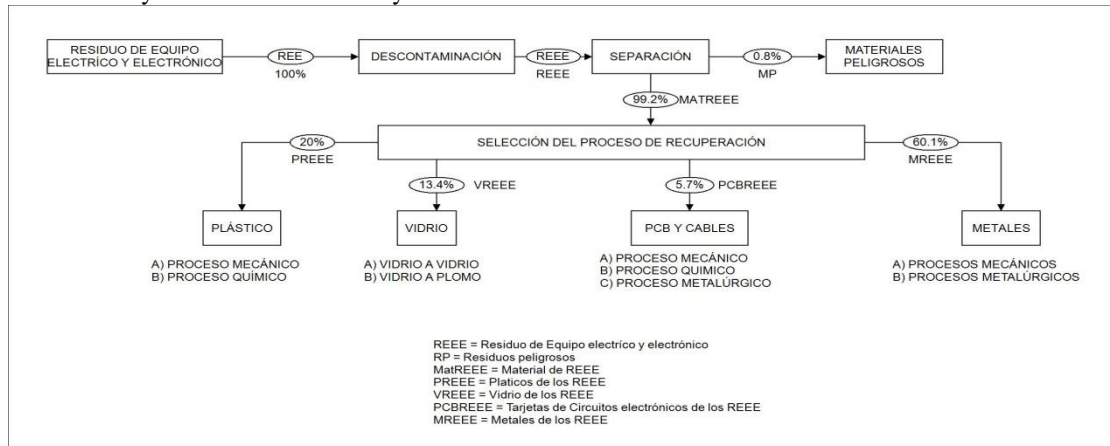 RESIDUO DE EQUIPO
ELECTRÍCO Y ELECTRÓNICO
REE
100%
DESCONTAMINACIÓN
REEE
REEE
SEPARACIÓN
0.8%
MP
MATERIALES
PELIGROSOS
99.2%
MATREEE
SELECCIÓN DEL PROCESO DE RECUPERACIÓN
20%
PREEE
13.4%
VREEE
5.7%
PCBREEE
60.1%
MREEE
PLÁSTICO
A) PROCESO MECÁNICO
B) PROCESO QUÍMICO
VIDRIO
A) VIDRIO A VIDRIO
B) VIDRIO A PLOMO
PCB Y CABLES
A) PROCESO MECÁNICO
B) PROCESO QUIMICO
C) PROCESO METALÚRGICO
METALES
A) PROCESOS MECÁNICOS
B) PROCESOS METALÚRGICOS
REEE = Residuo de Equipo electríco y electrónico
RP = Residuos peligrosos
MatREEE = Material de REEE
PREEE = Platicos de los REEE
VREEE = Vidrio de los REEE
PCBREEE = Tarjetas de Circuitos electrónicos de los REEE
MREEE = Metales de los REEE